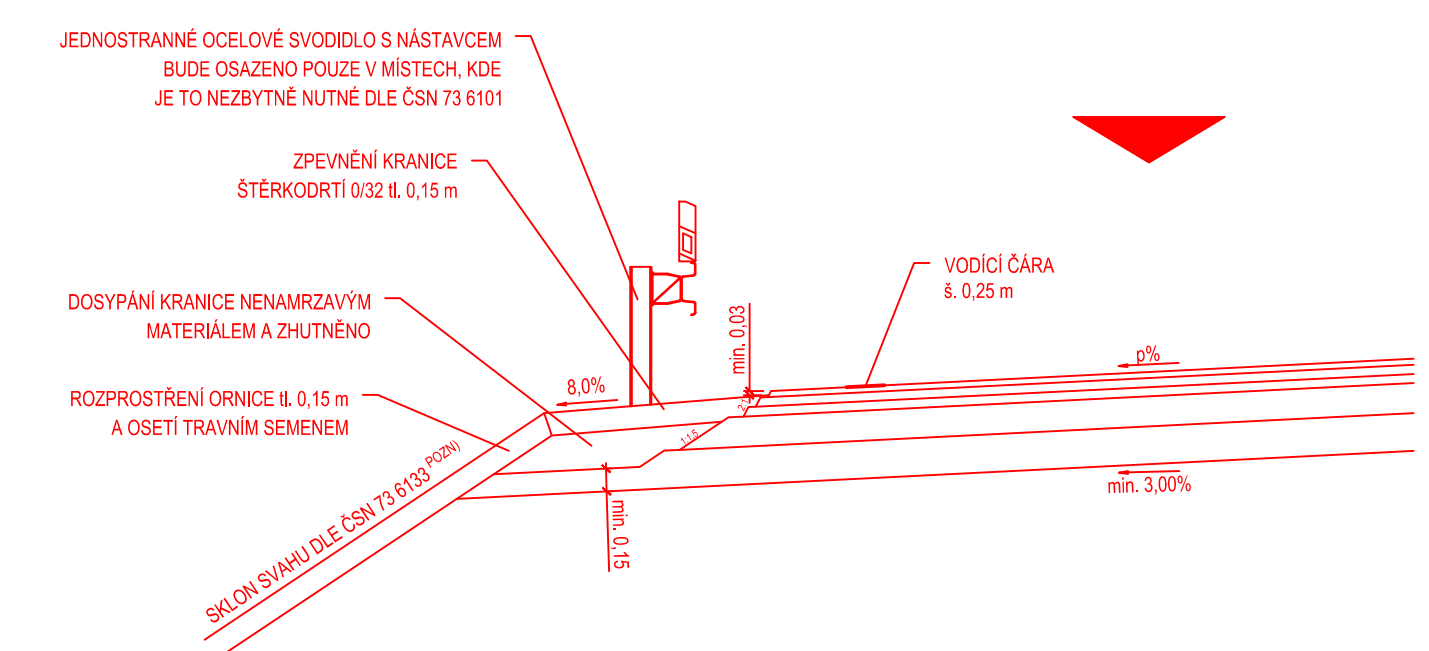 JEDNOSTRANNÉ OCELOVÉ SVODIDLO S NÁSTAVCEM
BUDE OSAZENO POUZE V MÍSTECH, KDE
JE TO NEZBYTNĚ NUTNÉ DLE ČSN 73 6101
ZPEVNĚNÍ KRANICE
ŠTĚRKODRTÍ 0/32 tl. 0,15 m
DOSYPÁNÍ KRANICE NENAMRZAVÝM
MATERIÁLEM A ZHUTNĚNO
ROZPROSTŘENÍ ORNICE tl. 0,15 m
A OSETÍ TRAVNÍM SEMENEM
SKLON SVAHU DLE ČSN 73 6133 POZN)
8,0%
min. 0,03
VODÍCÍ ČÁRA
š. 0,25 m
p%
1:1,5
min. 0,15
min. 3,00%